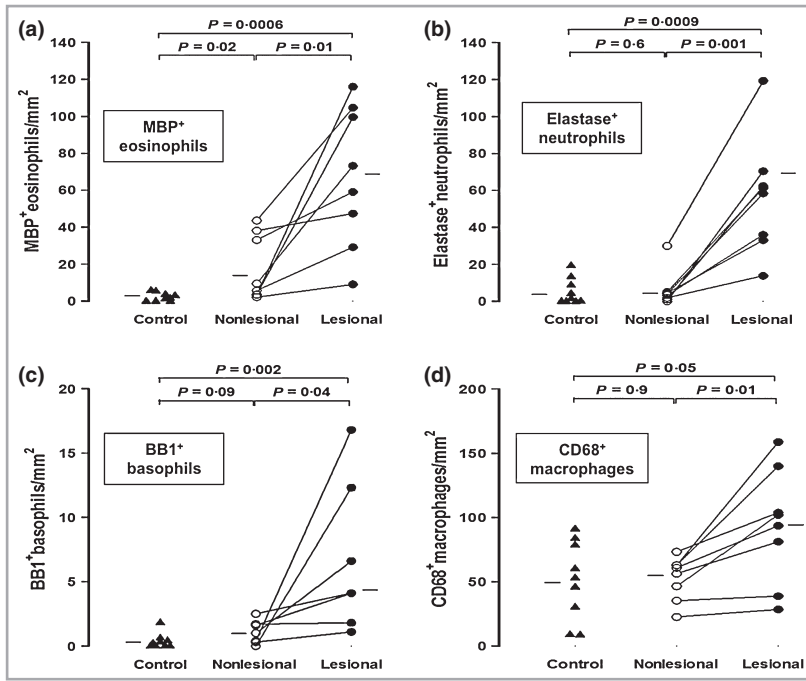 (a)
P = 0·0006
P = 0·02
P = 0·01
140
120
100
80
60
40
20
0
MBP+eosinophils/mm2
MBP+
eosinophils
Control
Nonlesional
Lesional
(b)
P = 0·0009
P = 0·6
P = 0·001
140
120
100
80
60
40
20
0
Elastase+neutrophils/mm2
Elastase+
neutrophils
Control
Nonlesional
Lesional
(c)
P = 0·002
P = 0·09
P = 0·04
20
15
10
5
0
BB1+basophils/mm2
BB1+
basophils
Control
Nonlesional
Lesional
(d)
P = 0·05
P = 0·9
P = 0·01
200
150
100
50
0
CD68+macrophages/mm2
CD68+
macrophages
Control
Nonlesional
Lesional